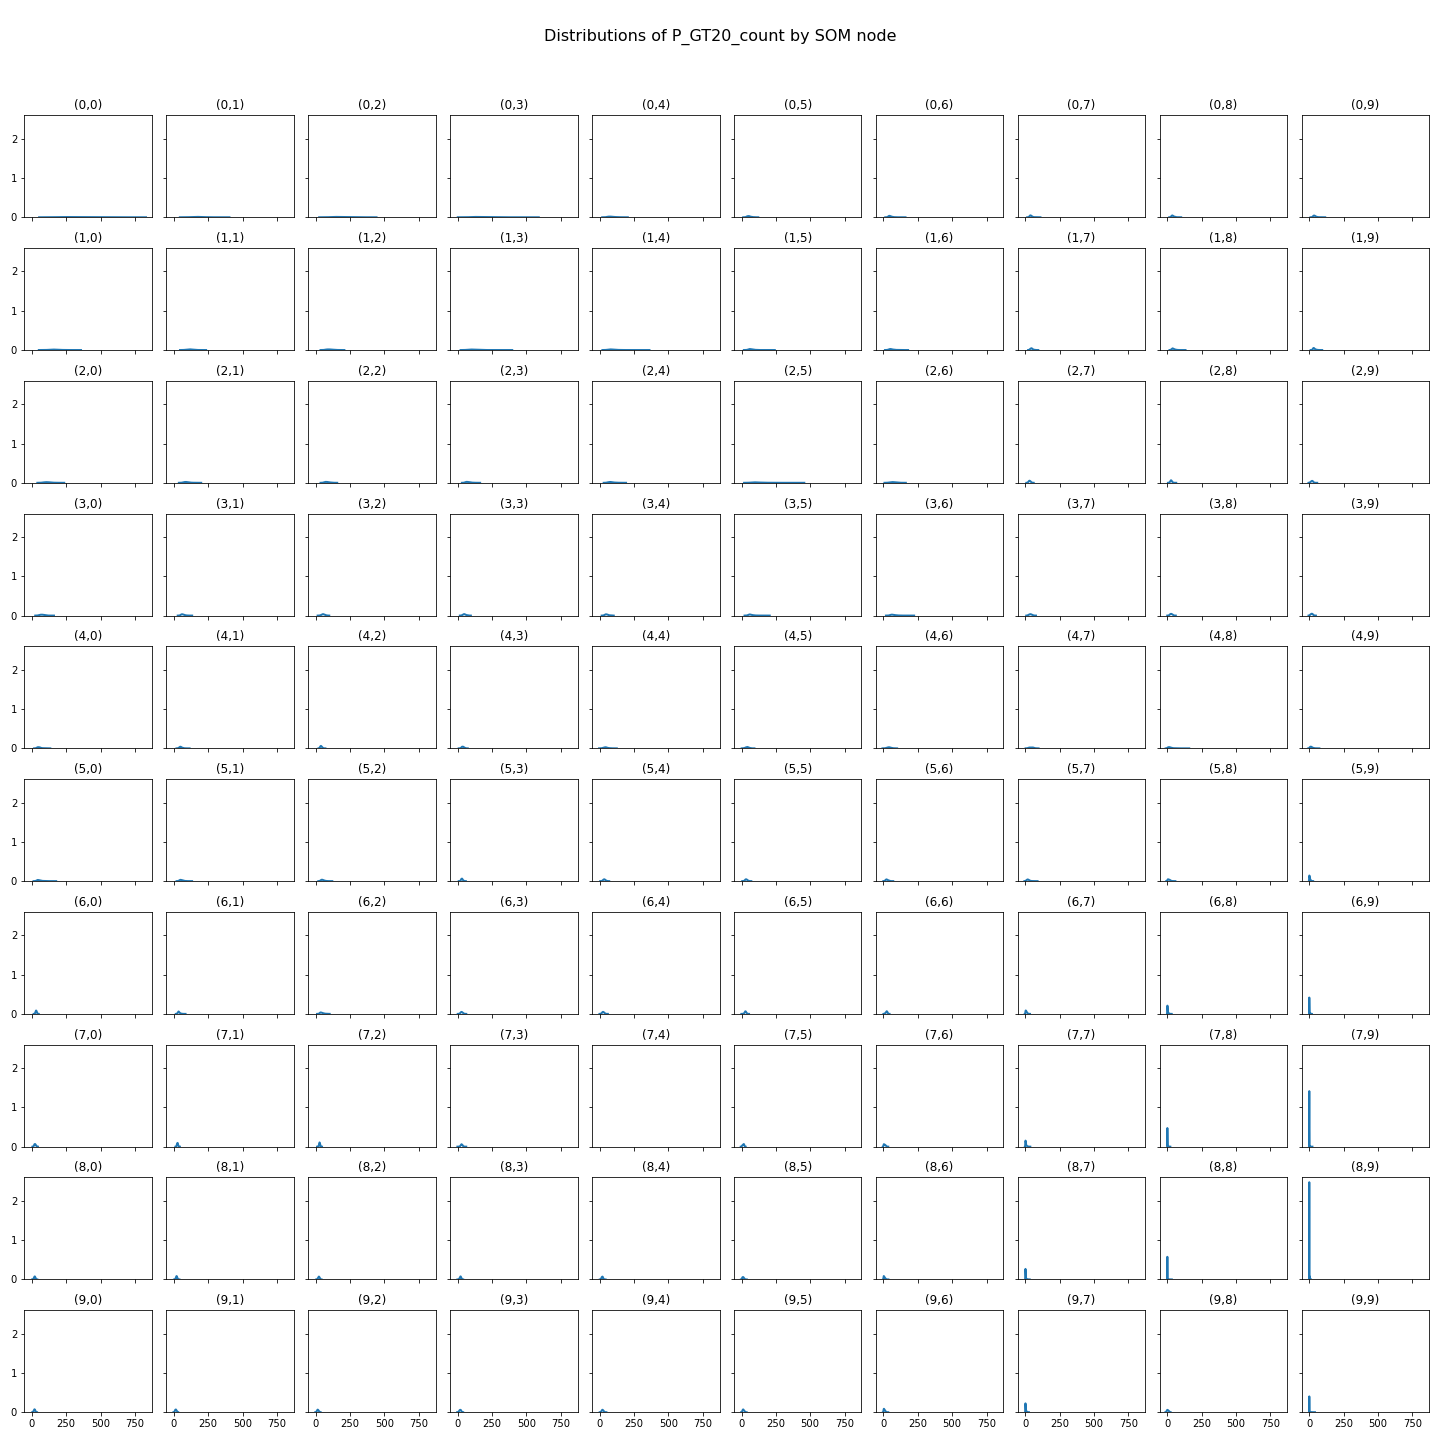 Distributions of P_GT20_count by SOM node
(0,0) (0,1) (0,2) (0,3) (0,4) (0,5) (0,6) (0,7) (0,8) (0,9)
2
1
0
(1,0) (1,1) (1,2) (1,3) (1,4) (1,5) (1,6) (1,7) (1,8) (1,9)
2
1
0
(2,0) (2,1) (2,2) (2,3) (2,4) (2,5) (2,6) (2,7) (2,8) (2,9)
2
1
0
(3,0) (3,1) (3,2) (3,3) (3,4) (3,5) (3,6) (3,7) (3,8) (3,9)
2
1
0
(4,0) (4,1) (4,2) (4,3) (4,4) (4,5) (4,6) (4,7) (4,8) (4,9)
2
1
0
(5,0) (5,1) (5,2) (5,3) (5,4) (5,5) (5,6) (5,7) (5,8) (5,9)
2
1
0
(6,0) (6,1) (6,2) (6,3) (6,4) (6,5) (6,6) (6,7) (6,8) (6,9)
2
1
0
(7,0) (7,1) (7,2) (7,3) (7,4) (7,5) (7,6) (7,7) (7,8) (7,9)
2
1
0
(8,0) (8,1) (8,2) (8,3) (8,4) (8,5) (8,6) (8,7) (8,8) (8,9)
2
1
0
(9,0) (9,1) (9,2) (9,3) (9,4) (9,5) (9,6) (9,7) (9,8) (9,9)
2
1
0
0 250 500 750 0 250 500 750 0 250 500 750 0 250 500 750 0 250 500 750 0 250 500 750 0 250 500 750 0 250 500 750 0 250 500 750 0 250 500 750